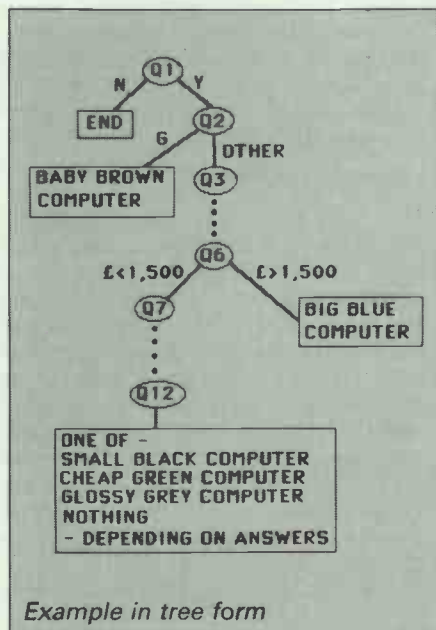 Q1
N Y
END Q2
G OTHER
BABY BROWN
COMPUTER
Q3
Q6
£<1,500 £>1,500
Q7
BIG BLUE
COMPUTER
Q12
ONE OF -
SMALL BLACK COMPUTER
CHEAP GREEN COMPUTER
GLOSSY GREY COMPUTER
NOTHING
- DEPENDING ON ANSWERS
Example in tree form